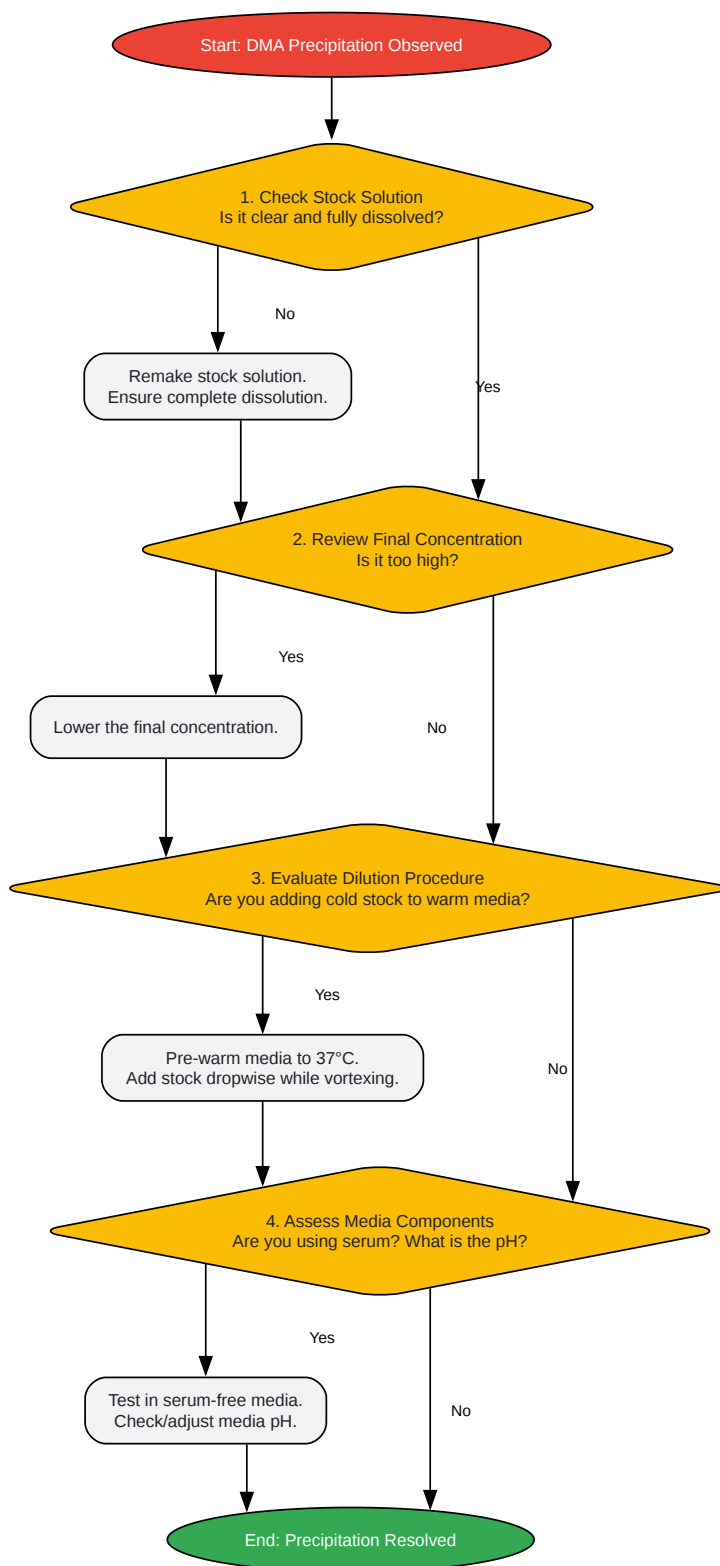 Start: DMA Precipitation Observed
1. Check Stock Solution
Is it clear and fully dissolved?
No
Remake stock solution.
Ensure complete dissolution.
Yes
2. Review Final Concentration
Is it too high?
Yes
Lower the final concentration.
No
3. Evaluate Dilution Procedure
Are you adding cold stock to warm media?
Yes
Pre-warm media to 37°C.
Add stock dropwise while vortexing.
No
4. Assess Media Components
Are you using serum? What is the pH?
Yes
Test in serum-free media.
Check/adjust media pH.
No
End: Precipitation Resolved